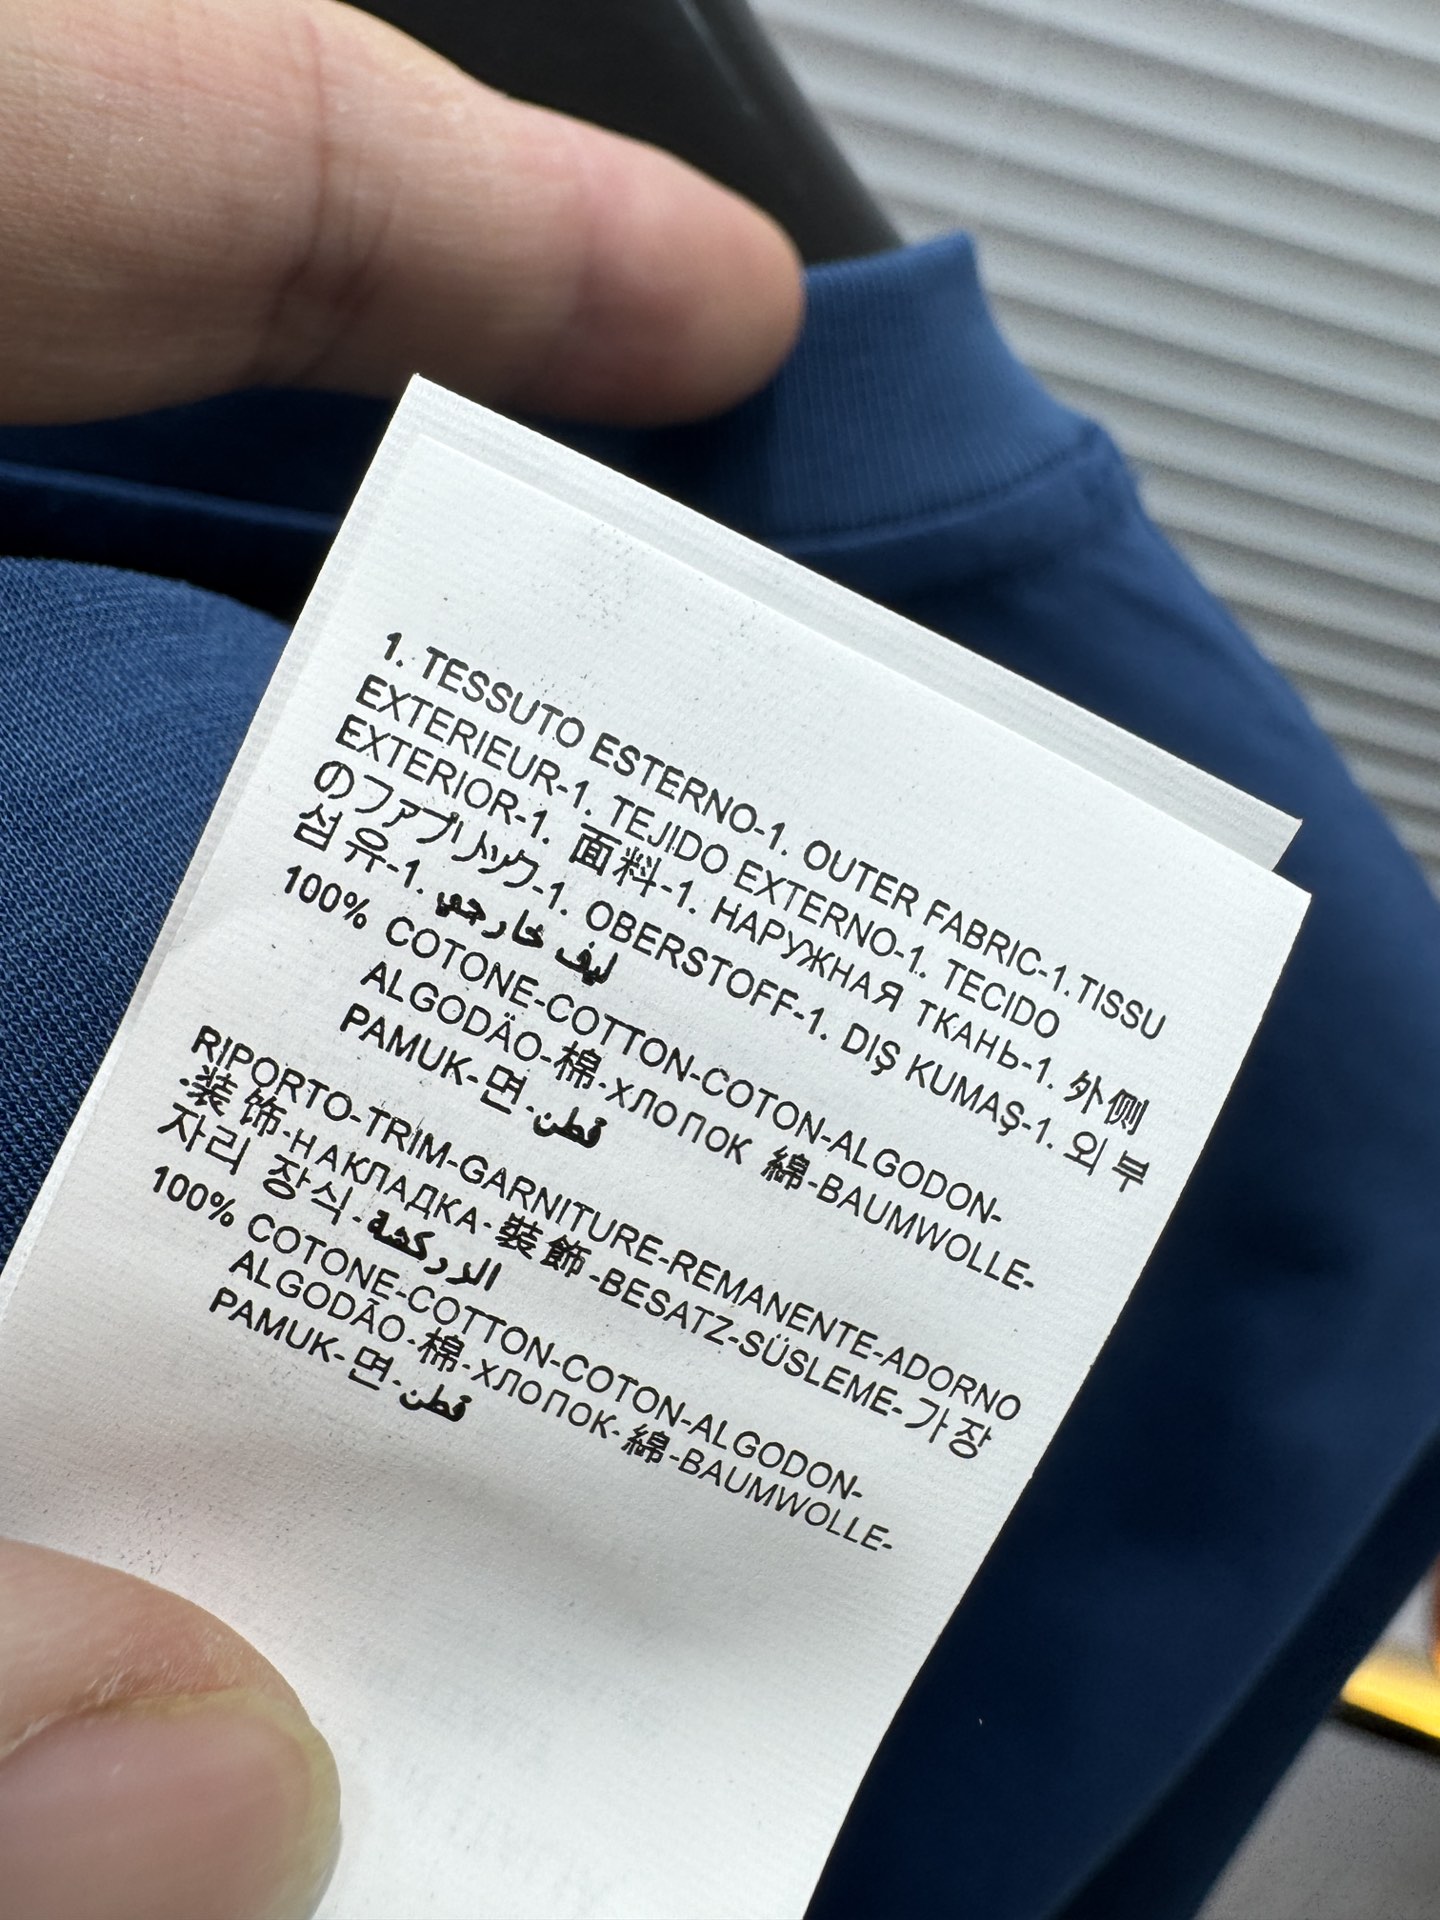 1. TESSUTO ESTERNO-1. OUTER FABRIC-1.TISSU
EXTERIEUR-1. TEJIDO EXTERNO-1. TECIDO
EXTERIOR-1. 面料-1. НАРУЖНАЯ ТКАНЬ-1. 外側
のファブリック-1. OBERSTOFF-1. DIŞ KUMAŞ-1. 외부
섬유-1. ليف خارجي
100% COTONE-COTTON-COTON-ALGODON-
ALGODÄO-棉-ХЛОПОК 綿-BAUMWOLLE-
PAMUK-면-قطن
RIPORTO-TRIM-GARNITURE-REMANENTE-ADORNO
-装饰-НАКЛАДКА-裝飾-BESATZ-SÜSLEME-가장
자리 장식-الزركشة
100% COTONE-COTTON-COTON-ALGODON-
ALGODÃO-棉-ХЛОПОК-綿-BAUMWOLLE-
PAMUK-면-قطن